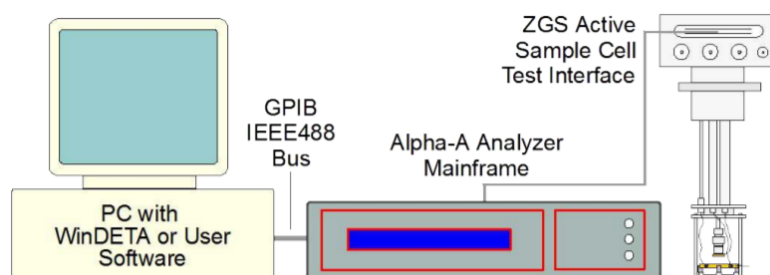 ZGS Active
Sample Cell
Test Interface
GPIB
IEEE488
Bus
Alpha-A Analyzer
Mainframe
PC with
WinDETA or User
Software